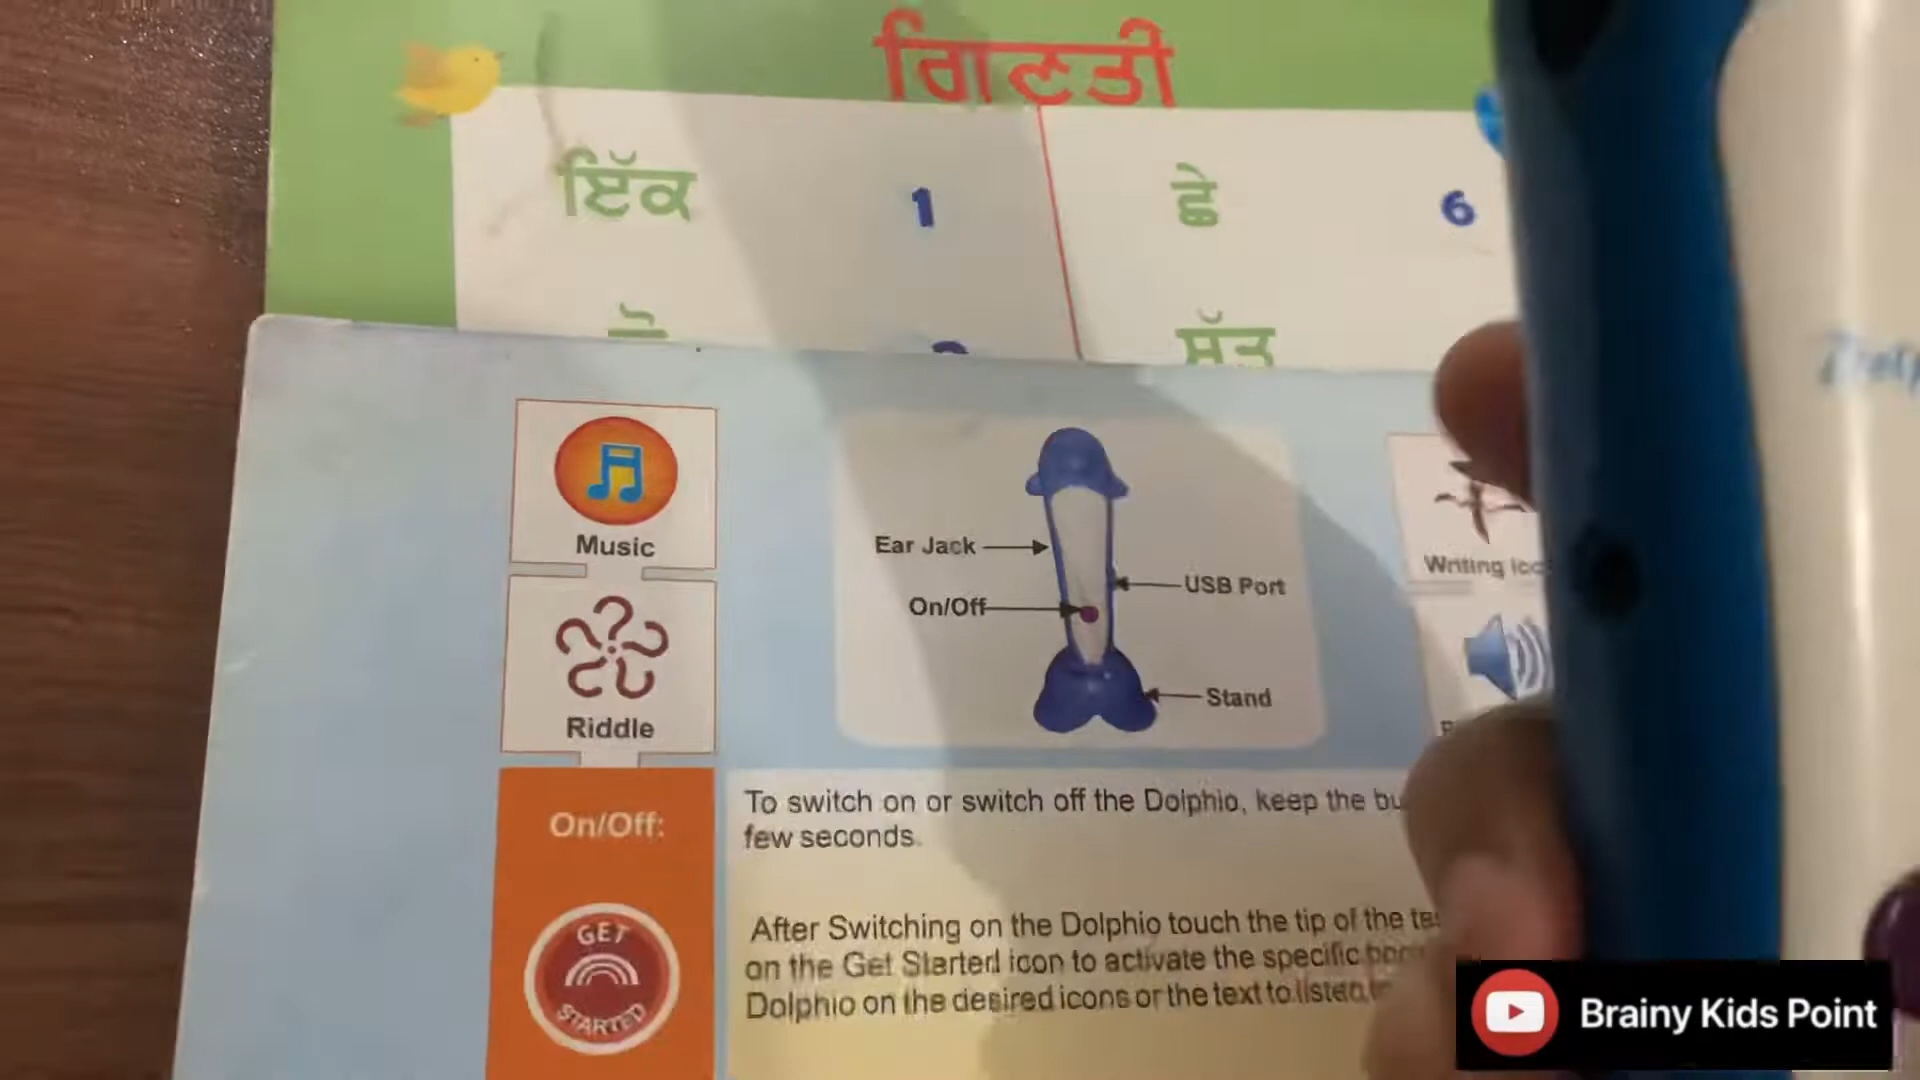 ਗਿਣਤੀ
ਇੱਕ 1 ਛੇ 6
ਸੱਤ
Music
Riddle
Ear Jack
On/Off
USB Port
Stand
Writing
On/Off:
To switch on or switch off the Dolphio, keep the
few seconds.
GET
STARTED
After Switching on the Dolphio touch the tip of the
on the Get Started icon to activate the specific
Dolphio on the desired icons or the text to listen
Brainy Kids Point